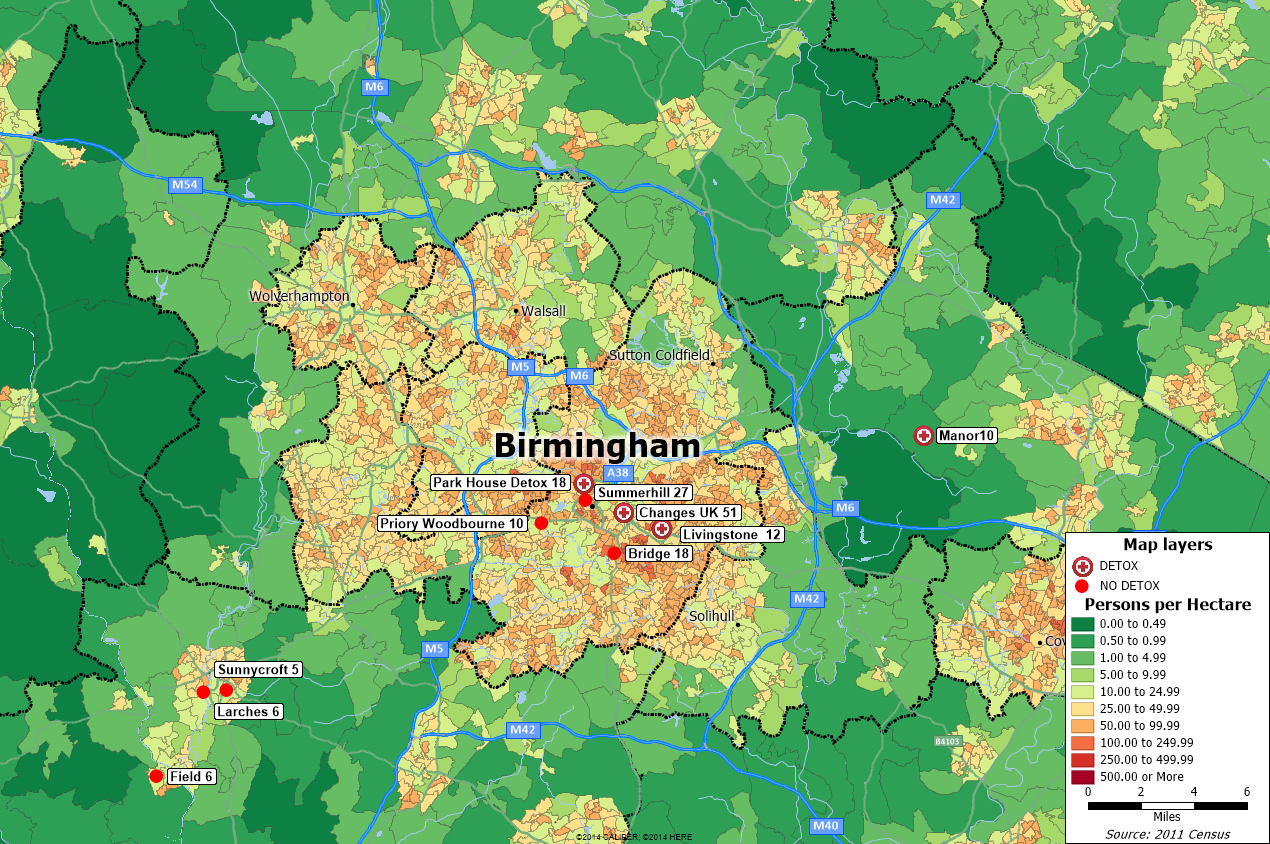 M6
M54
M42
Wolverhampton
Walsall
Sutton Coldfield
M5
M6
Birmingham
Manor10
A38
Park House Detox 18
Summerhill 27
Changes UK 51
Priory Woodbourne 10
Livingstone 12
Bridge 18
M6
M42
Solihull
M5
Sunnycroft 5
Larches 6
M42
B4103
Field 6
M40
©2014 CALIPER; ©2014 HERE
Cov
Map layers
DETOX
NO DETOX
Persons per Hectare
0.00 to 0.49
0.50 to 0.99
1.00 to 4.99
5.00 to 9.99
10.00 to 24.99
25.00 to 49.99
50.00 to 99.99
100.00 to 249.99
250.00 to 499.99
500.00 or More
0 2 4 6
Miles
Source: 2011 Census